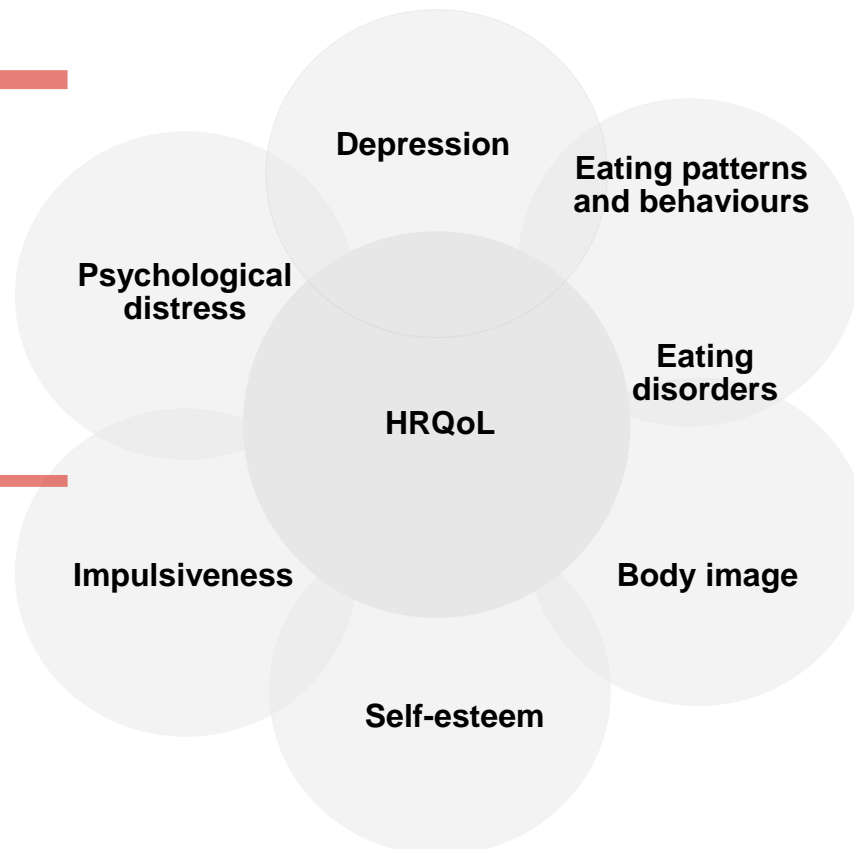 Depression
Eating patterns
and behaviours
Psychological
distress
Eating
disorders
HRQoL
Impulsiveness
Body image
Self-esteem